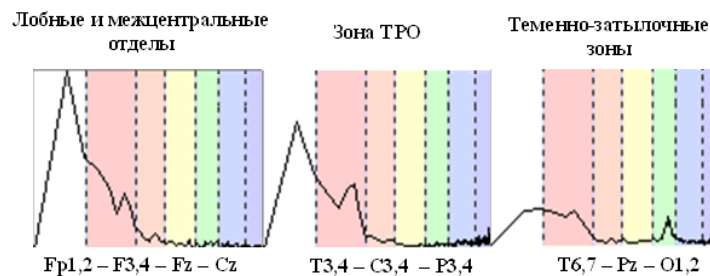 Лобные и межцентральные
отделы
Зона ТРО
Теменно-затылочные
зоны
Fp1,2 – F3,4 – Fz – Cz
T3,4 – C3,4 – P3,4
T6,7 – Pz – O1,2